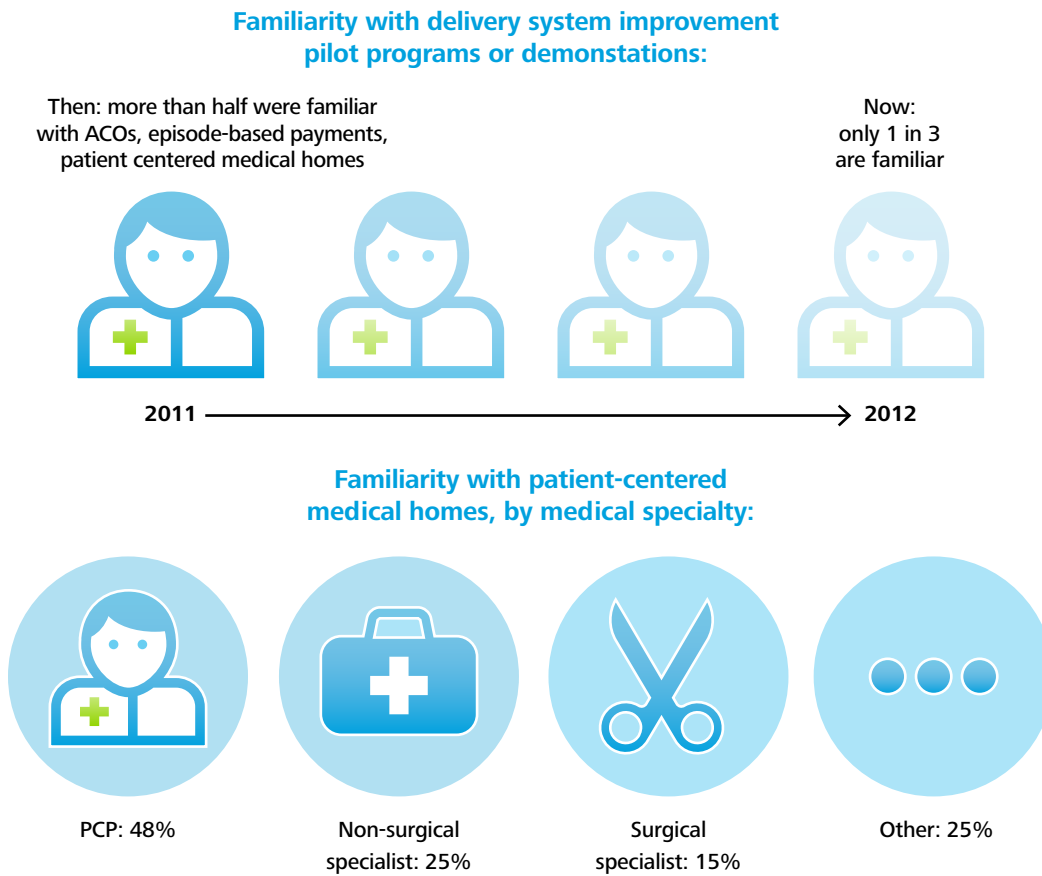 Familiarity with delivery system improvement
pilot programs or demonstations:
Then: more than half were familiar
with ACOs, episode-based payments,
patient centered medical homes
Now:
only 1 in 3
are familiar
2011
2012
Familiarity with patient-centered
medical homes, by medical specialty:
PCP: 48%
Non-surgical
specialist: 25%
Surgical
specialist: 15%
Other: 25%